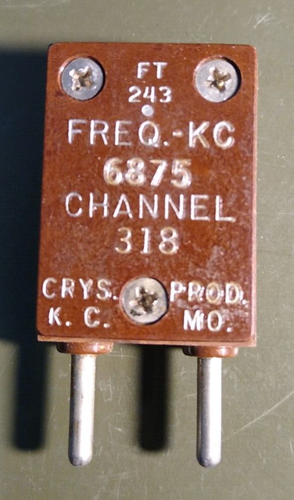 FT
243
FREQ.-KC
6875
CHANNEL
318
CRYS. PROD.
K. C. MO.